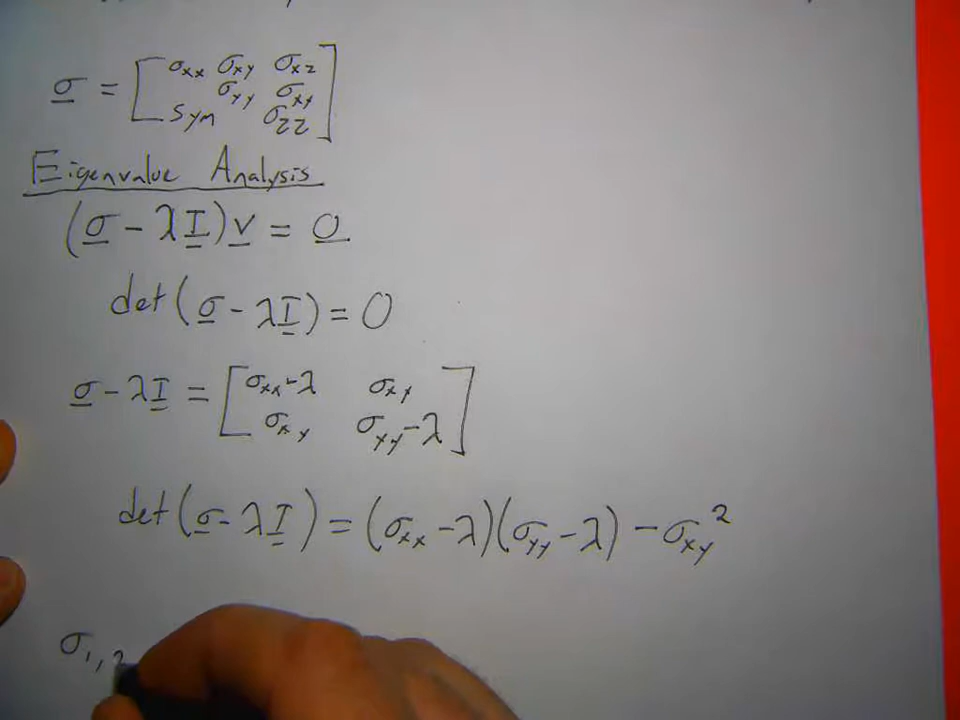 σ = [σxx σxy σxz
σyy σxy
sym σzz]
Eigenvalue Analysis
(σ - λI)v = 0
det(σ - λI) = 0
σ - λI = [σxx-λ σxy
σxy σyy-λ]
det(σ - λI) = (σxx - λ)(σyy - λ) - σxy²
σ1,2